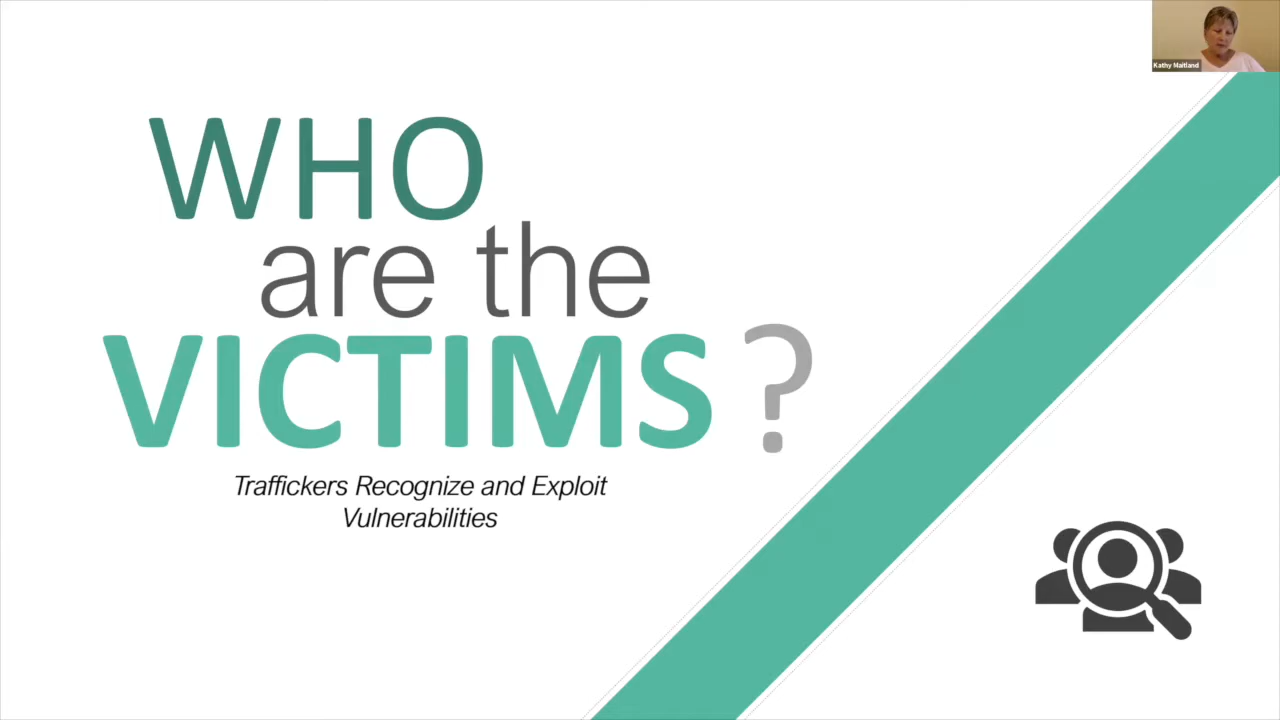 Kathy Maitland
WHO
are the
VICTIMS?
Traffickers Recognize and Exploit
Vulnerabilities